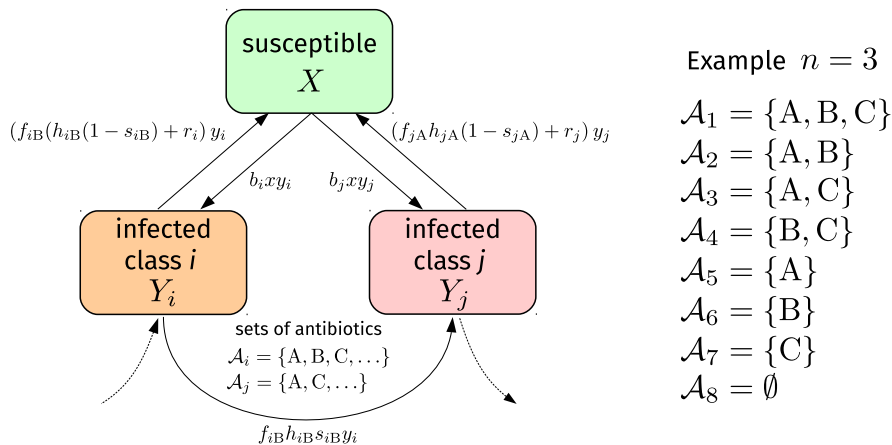 susceptible
X
(f_{iB}(h_{iB}(1 − s_{iB}) + r_i) y_i
(f_{jA}h_{jA}(1 − s_{jA}) + r_j) y_j
b_i x y_i
b_j x y_j
infected
class i
Y_i
infected
class j
Y_j
sets of antibiotics
𝒜_i = {A, B, C, …}
𝒜_j = {A, C, …}
f_{iB}h_{iB}s_{iB}y_i
Example n = 3
𝒜_1 = {A, B, C}
𝒜_2 = {A, B}
𝒜_3 = {A, C}
𝒜_4 = {B, C}
𝒜_5 = {A}
𝒜_6 = {B}
𝒜_7 = {C}
𝒜_8 = ∅